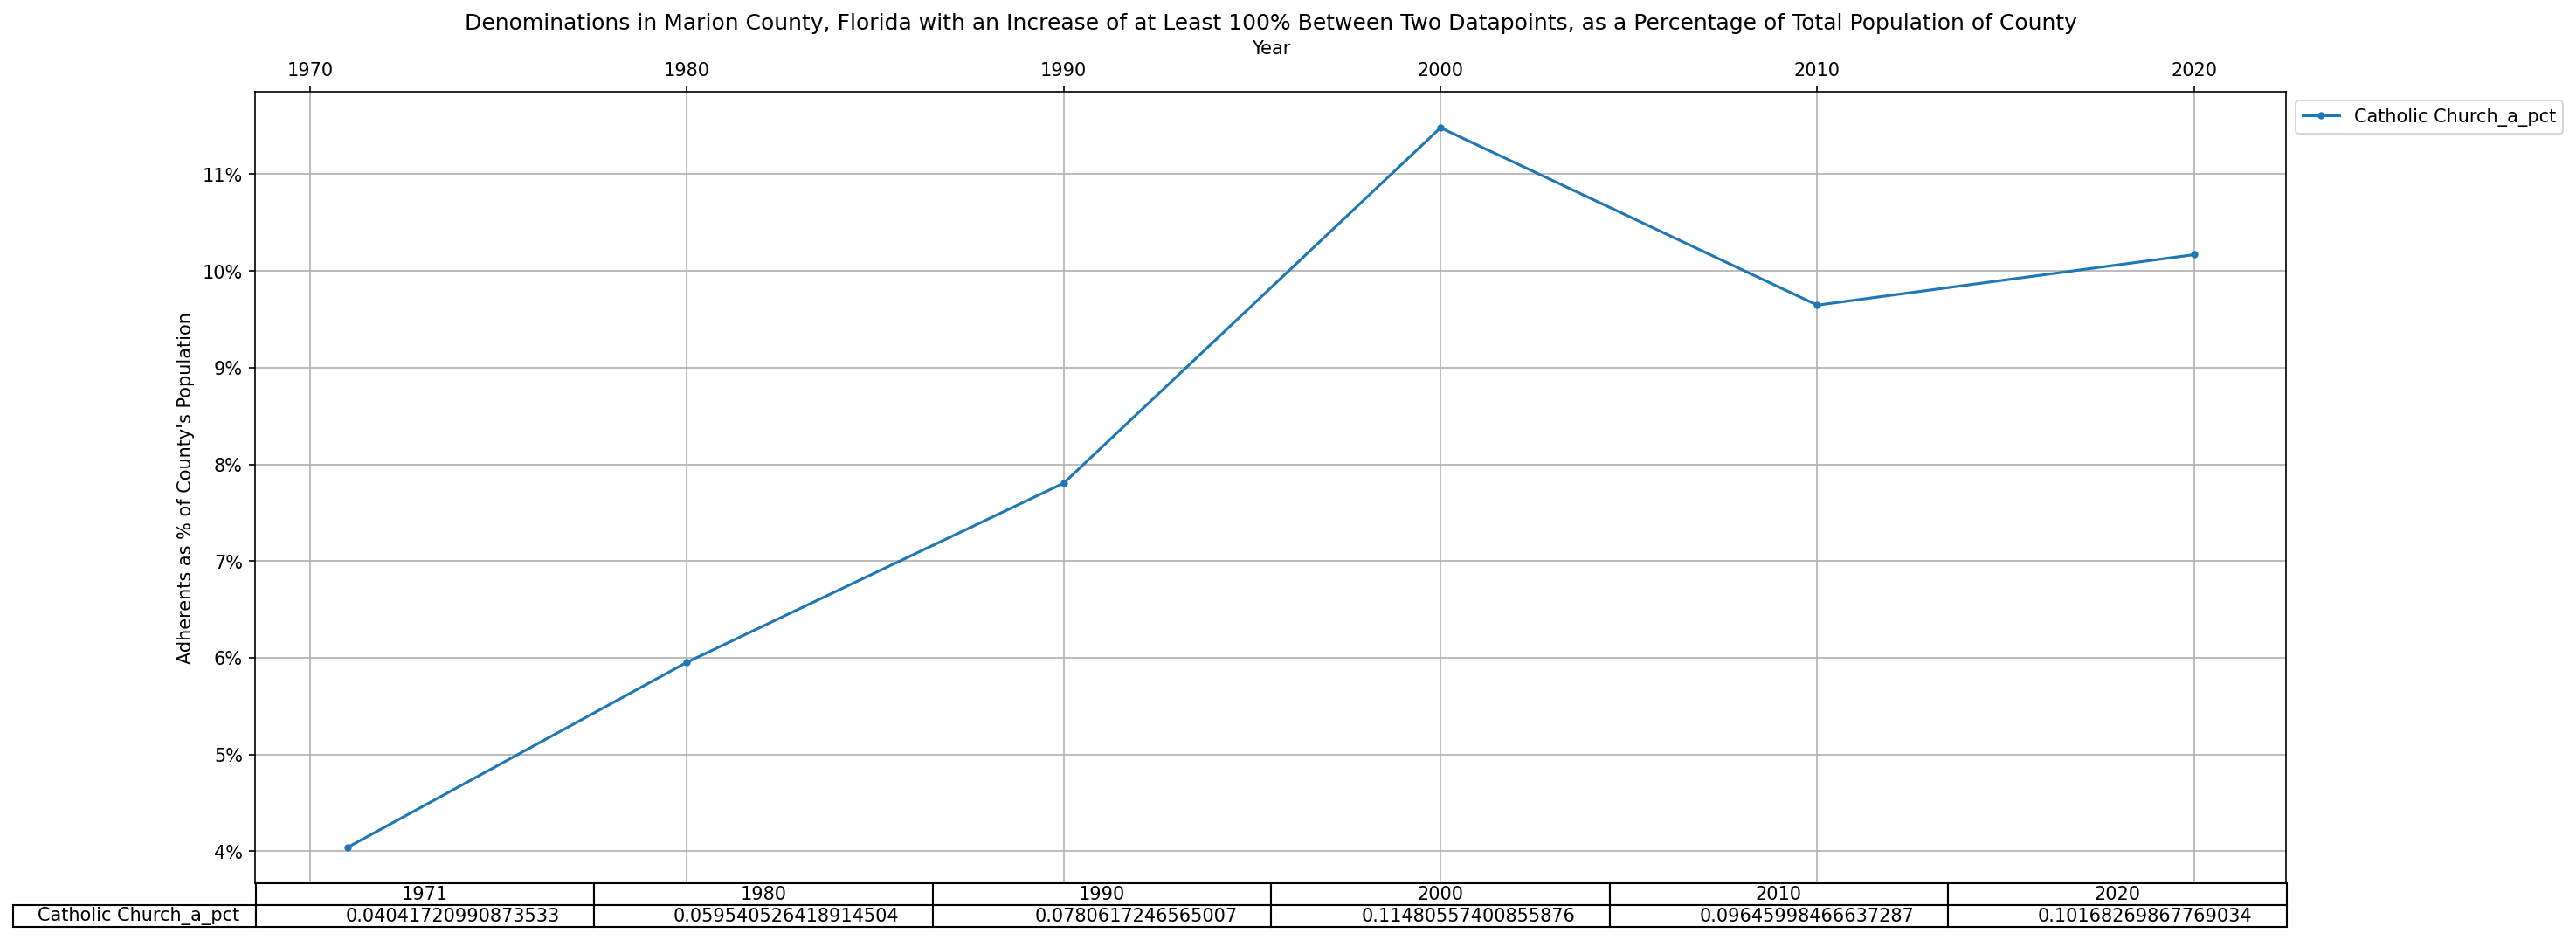 Denominations in Marion County, Florida with an Increase of at Least 100% Between Two Datapoints, as a Percentage of Total Population of County
Year
1970 1980 1990 2000 2010 2020
Catholic Church_a_pct
11%
10%
9%
8%
7%
6%
5%
4%
Adherents as % of County's Population
1971 1980 1990 2000 2010 2020
Catholic Church_a_pct 0.04041720990873533 0.059540526418914504 0.0780617246565007 0.11480557400855876 0.09645998466637287 0.10168269867769034